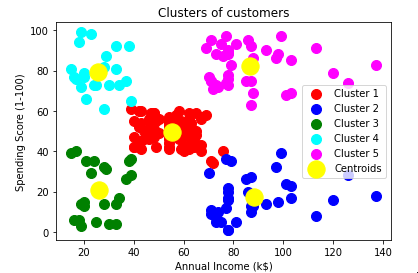 Clusters of customers
Spending Score (1-100)
100
80
60
40
20
0
Cluster 1
Cluster 2
Cluster 3
Cluster 4
Cluster 5
Centroids
20
40
60
80
100
120
140
Annual Income (k$)